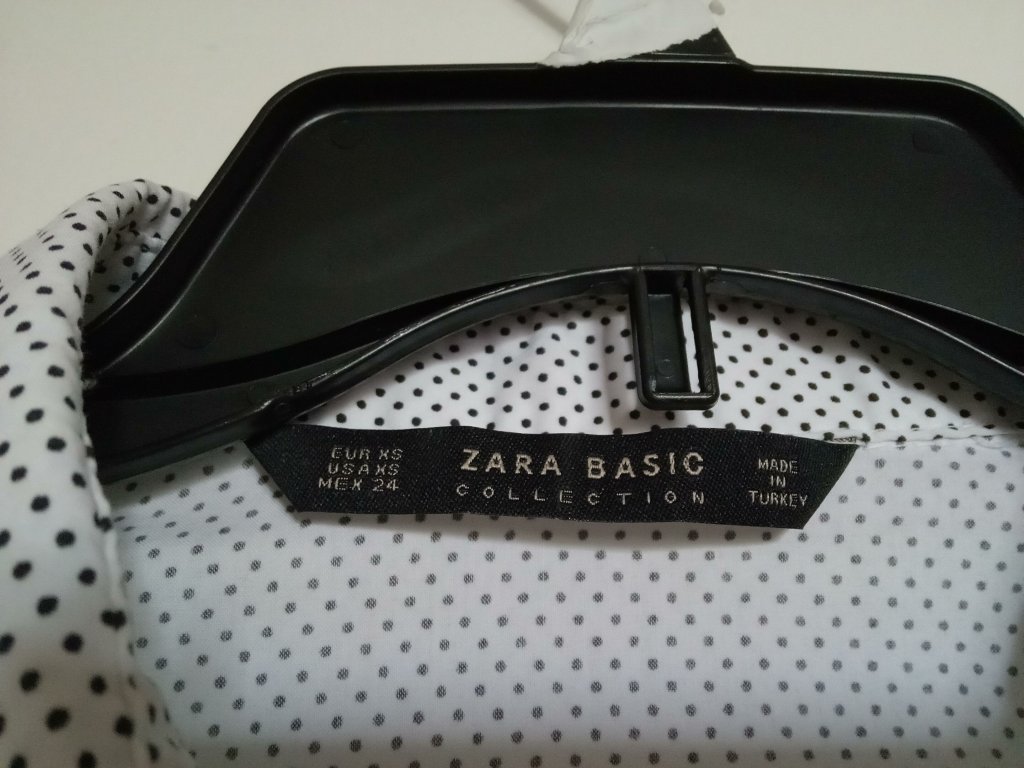 EUR XS
USA XS
MEX 24
ZARA BASIC
COLLECTION
MADE
IN
TURKEY